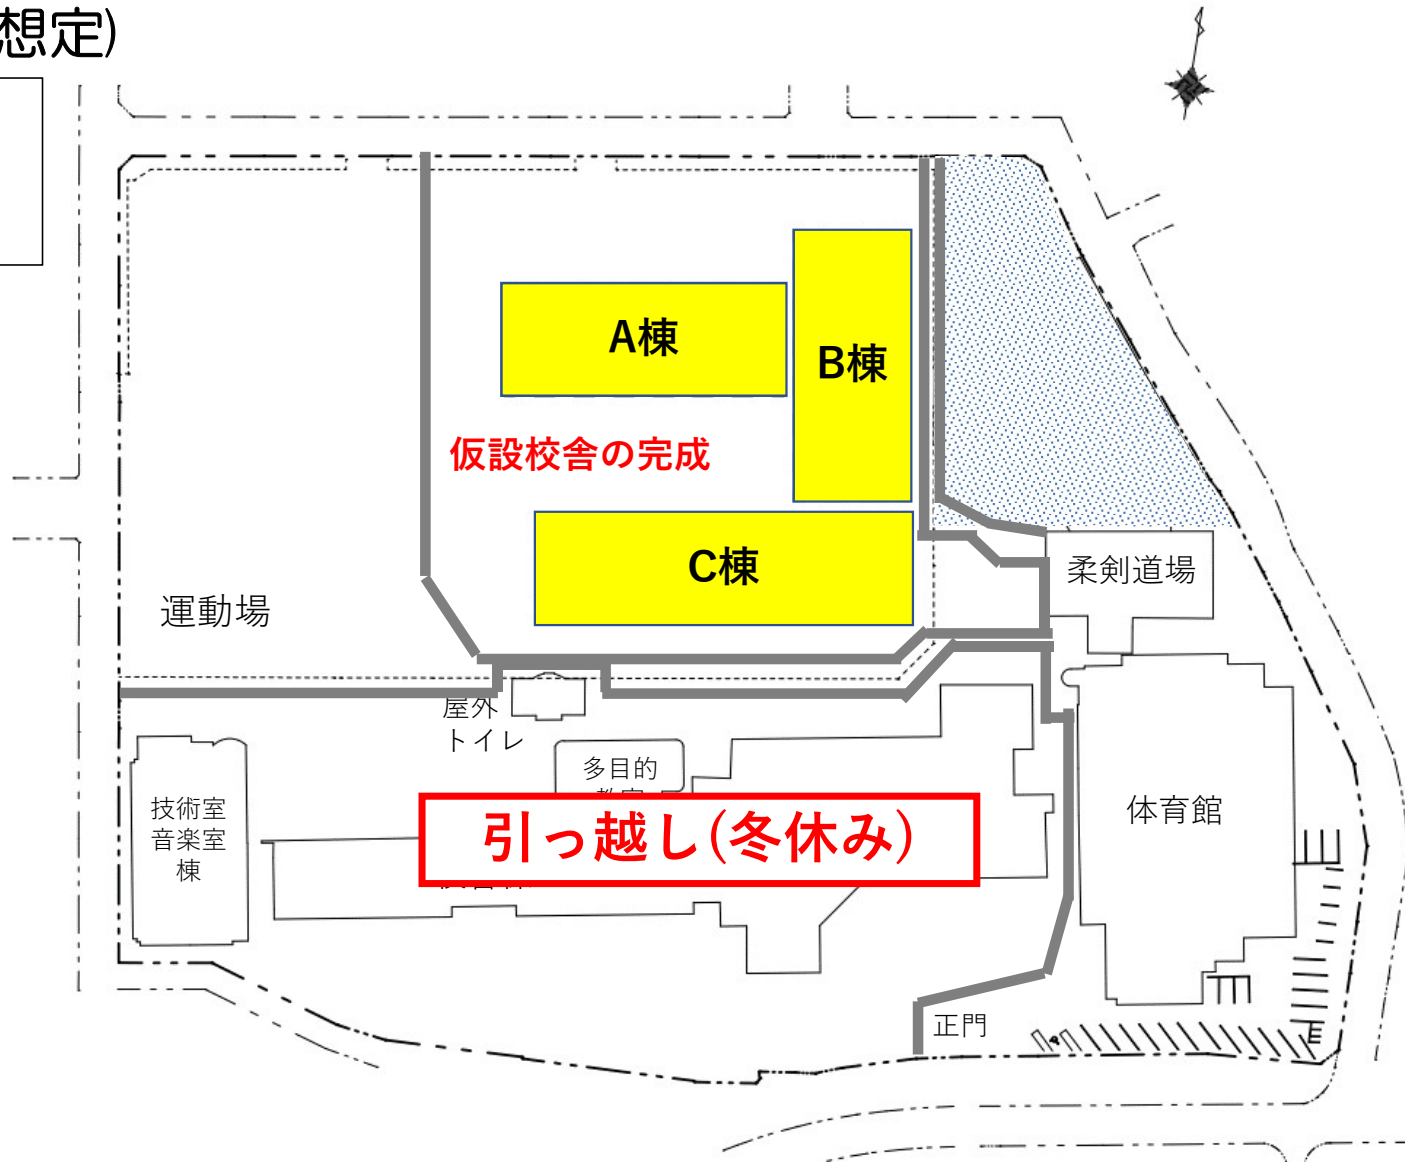 想定)
A棟
B棟
仮設校舎の完成
C棟
柔剣道場
運動場
屋外
トイレ
多目的
技術室
音楽室
棟
引っ越し(冬休み)
体育館
正門